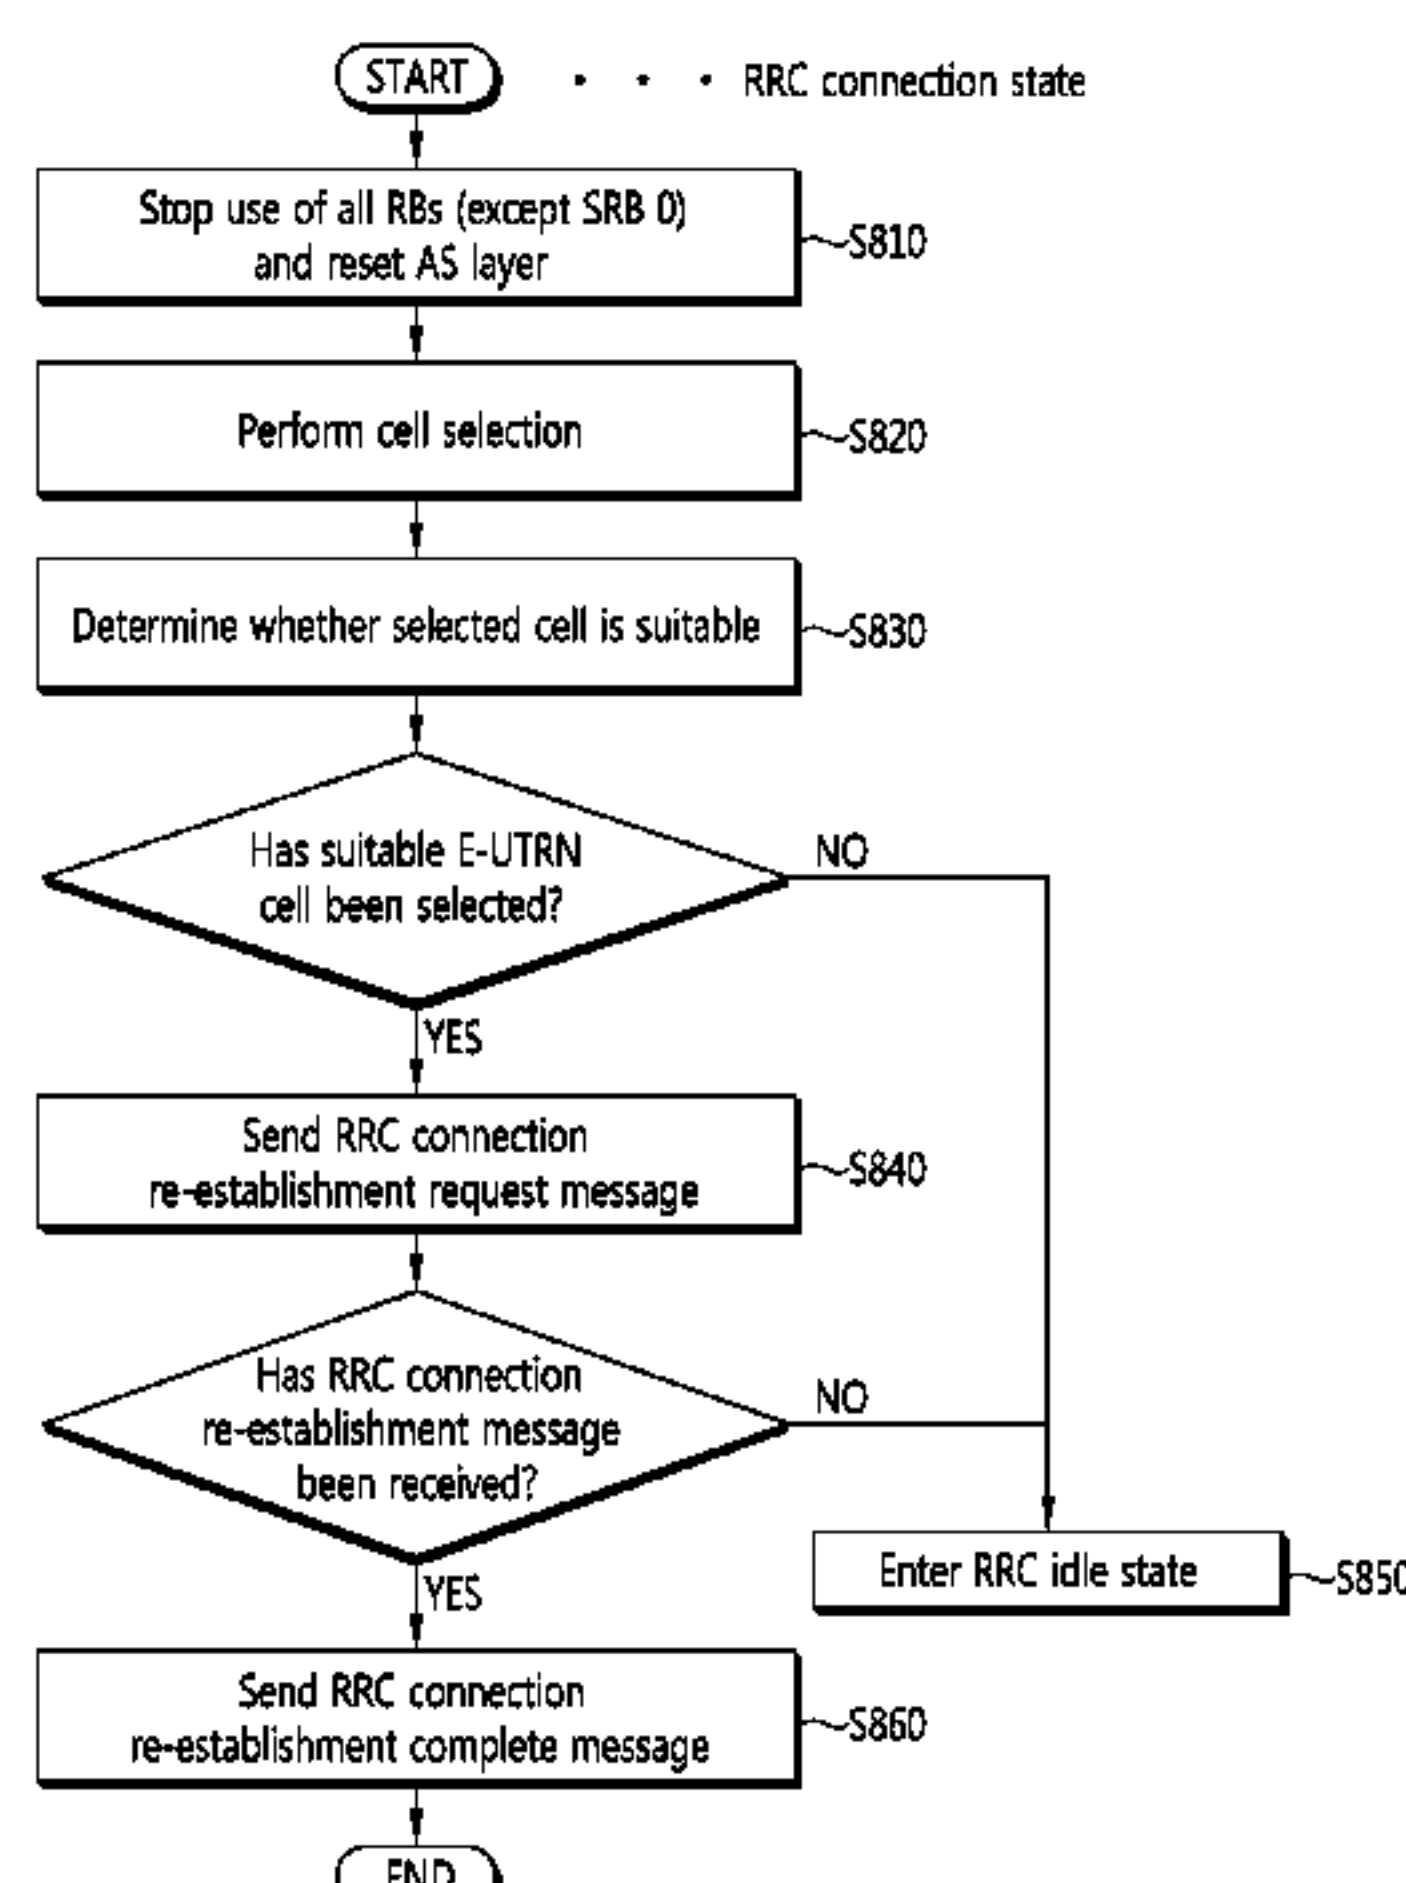 START
RRC connection state
Stop use of all RBs (except SRB 0)
and reset AS layer
S810
Perform cell selection
S820
Determine whether selected cell is suitable
S830
Has suitable E-UTRN
cell been selected?
NO
YES
Send RRC connection
re-establishment request message
S840
Has RRC connection
re-establishment message
been received?
NO
YES
Enter RRC idle state
S850
Send RRC connection
re-establishment complete message
S860
END